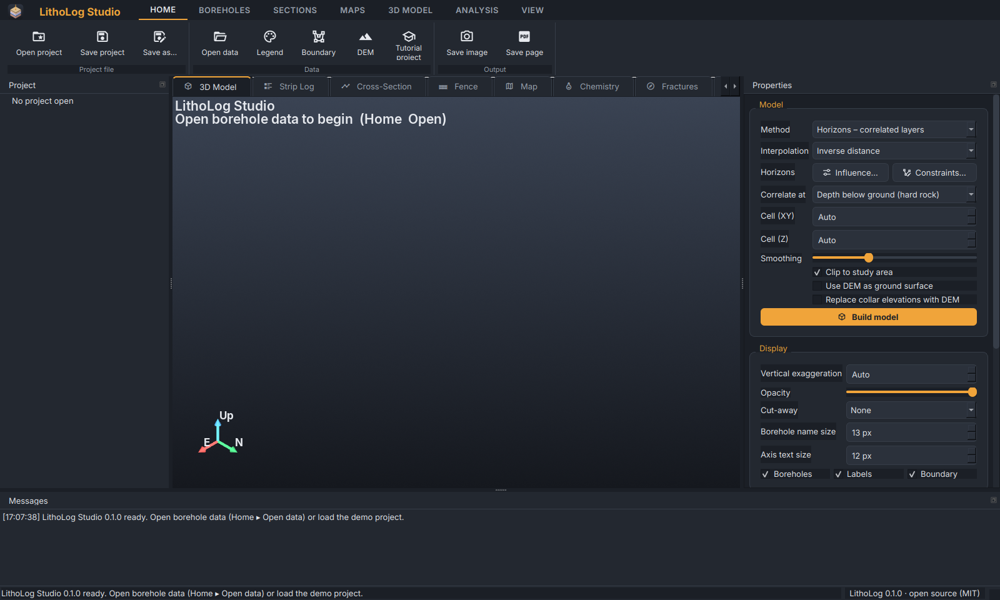 LithoLog Studio
HOME
BOREHOLES
SECTIONS
MAPS
3D MODEL
ANALYSIS
VIEW
Open project
Save project
Save as...
Open data
Legend
Boundary
DEM
Tutorial
project
PDF
Save image
Save page
Project file
Data
Output
Project
No project open
3D Model
Strip Log
Cross-Section
Fence
Map
Chemistry
Fractures
LithoLog Studio
Open borehole data to begin (Home Open)
Up
E
N
Properties
Model
Method
Horizons – correlated layers
Interpolation
Inverse distance
Horizons
Influence...
Constraints...
Correlate at
Depth below ground (hard rock)
Cell (XY)
Auto
Cell (Z)
Auto
Smoothing
Clip to study area
Use DEM as ground surface
Replace collar elevations with DEM
Build model
Display
Vertical exaggeration
Auto
Opacity
Cut-away
None
Borehole name size
13 px
Axis text size
12 px
Boreholes
Labels
Boundary
Messages
[17:07:38] LithoLog Studio 0.1.0 ready. Open borehole data (Home ▸ Open data) or load the demo project.
LithoLog Studio 0.1.0 ready. Open borehole data (Home ▸ Open data) or load the demo project.
LithoLog 0.1.0 · open source (MIT)